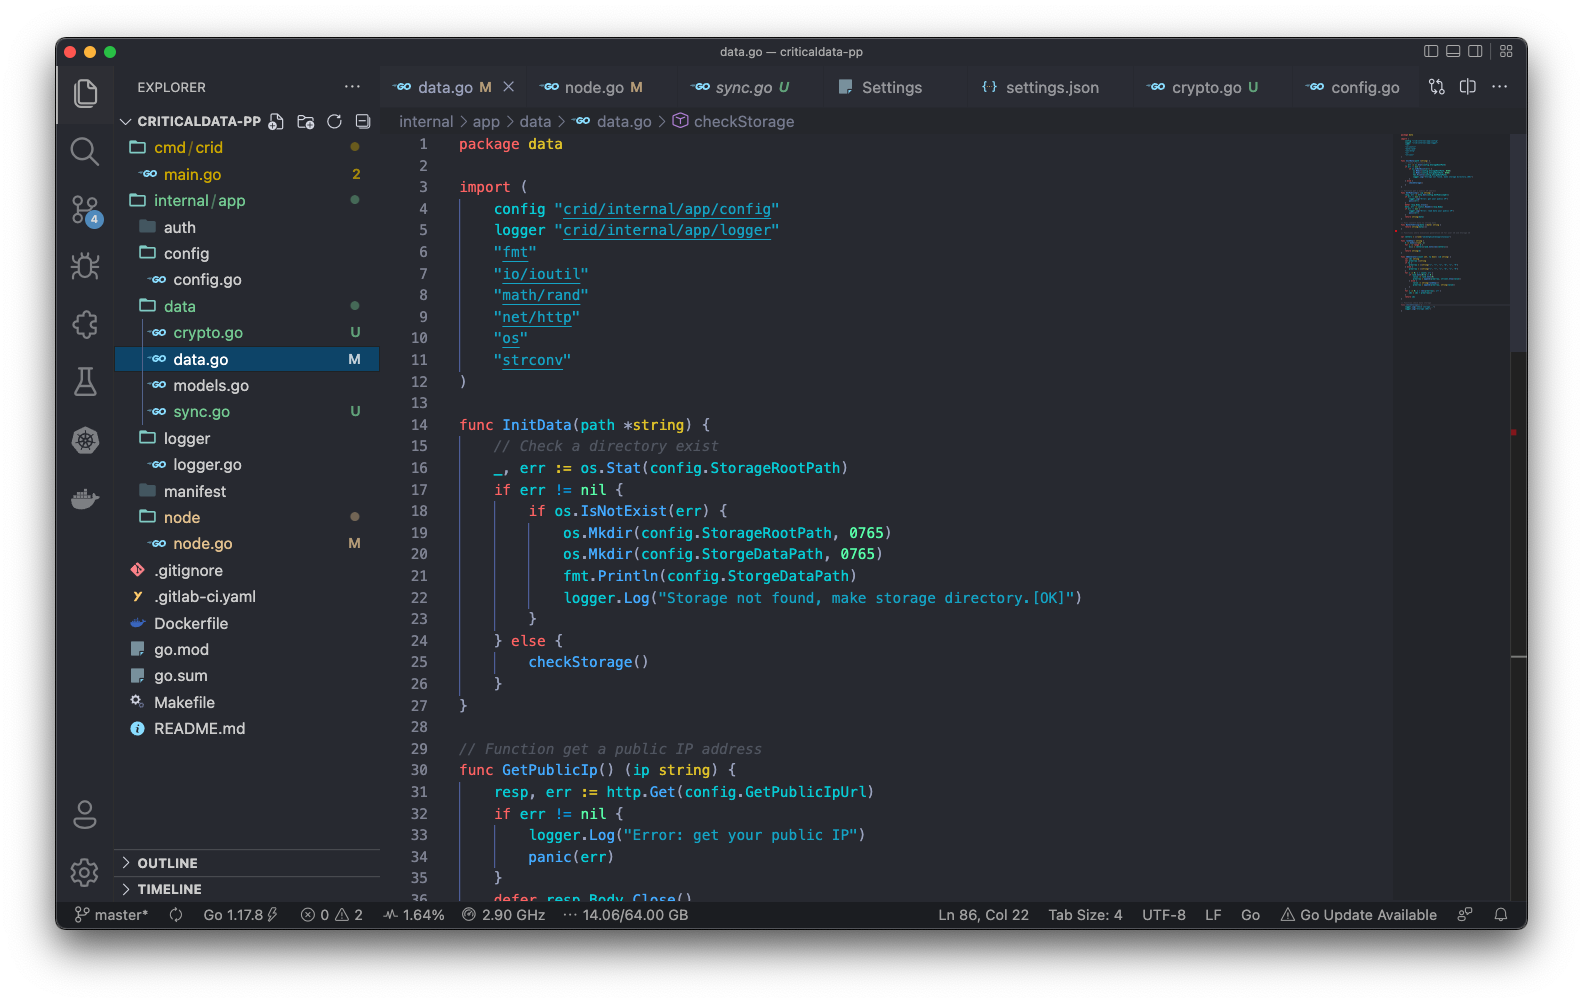 data.go — criticaldata-pp
EXPLORER
data.go M
node.go M
sync.go U
Settings
settings.json
crypto.go U
config.go
CRITICALDATA-PP
internal > app > data > data.go > checkStorage
cmd / crid
main.go 2
internal / app
auth
config
config.go
data
crypto.go U
data.go M
models.go
sync.go U
logger
logger.go
manifest
node
node.go M
.gitignore
.gitlab-ci.yaml
Dockerfile
go.mod
go.sum
Makefile
README.md
OUTLINE
TIMELINE
4
1 package data
2
3 import (
4 config "crid/internal/app/config"
5 logger "crid/internal/app/logger"
6 "fmt"
7 "io/ioutil"
8 "math/rand"
9 "net/http"
10 "os"
11 "strconv"
12 )
13
14 func InitData(path *string) {
15 // Check a directory exist
16 _, err := os.Stat(config.StorageRootPath)
17 if err != nil {
18 if os.IsNotExist(err) {
19 os.Mkdir(config.StorageRootPath, 0765)
20 os.Mkdir(config.StorgeDataPath, 0765)
21 fmt.Println(config.StorgeDataPath)
22 logger.Log("Storage not found, make storage directory.[OK]")
23 }
24 } else {
25 checkStorage()
26 }
27 }
28
29 // Function get a public IP address
30 func GetPublicIp() (ip string) {
31 resp, err := http.Get(config.GetPublicIpUrl)
32 if err != nil {
33 logger.Log("Error: get your public IP")
34 panic(err)
35 }
36 defer resp.Body.Close()
master* Go 1.17.8 0 2 1.64% 2.90 GHz 14.06/64.00 GB Ln 86, Col 22 Tab Size: 4 UTF-8 LF Go Go Update Available